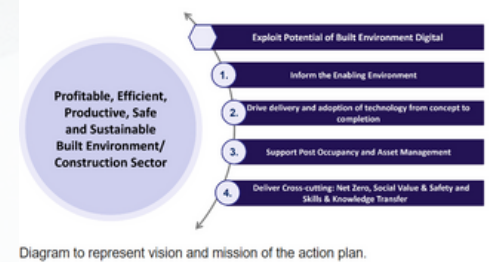 Profitable, Efficient,
Productive, Safe
and Sustainable
Built Environment/
Construction Sector
Exploit Potential of Built Environment Digital
1.
Inform the Enabling Environment
2.
Drive delivery and adoption of technology from concept to
completion
3.
Support Post Occupancy and Asset Management
4.
Deliver Cross-cutting: Net Zero, Social Value & Safety and
Skills & Knowledge Transfer
Diagram to represent vision and mission of the action plan.